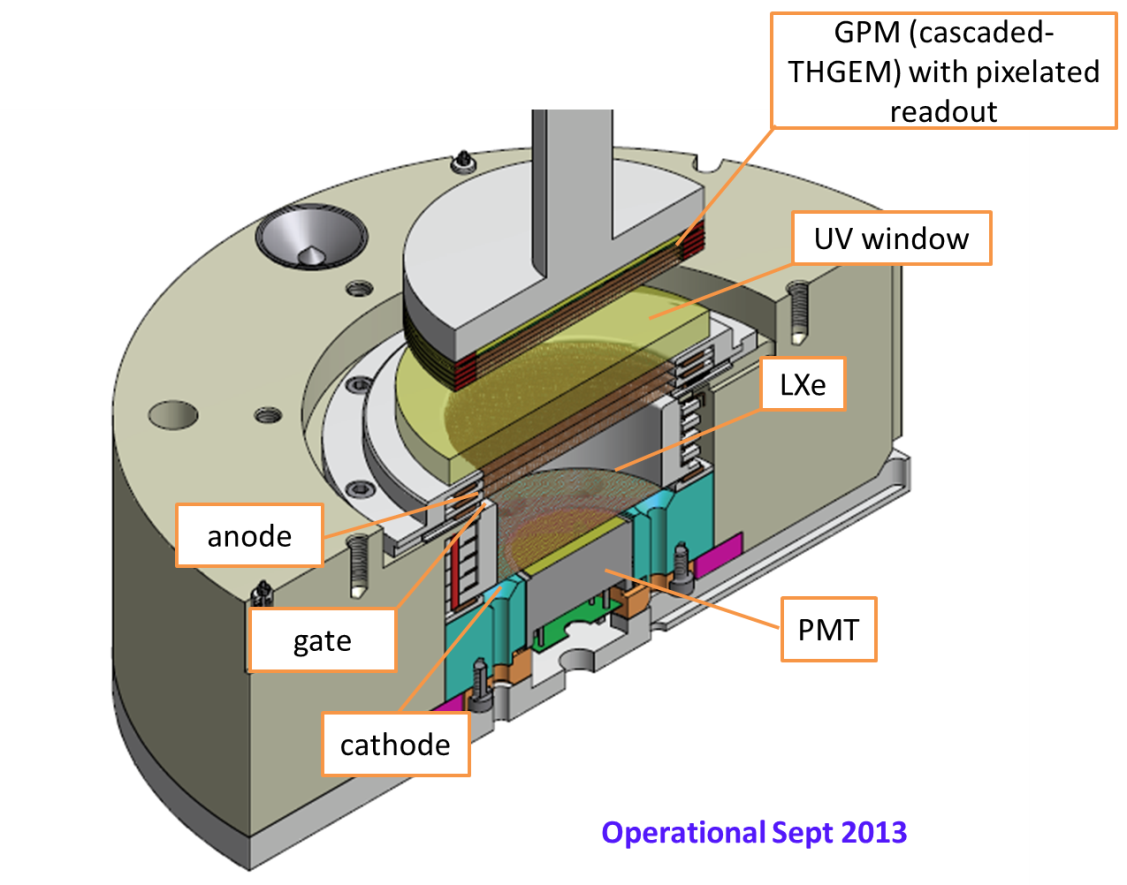 GPM (cascaded-
THGEM) with pixelated
readout
UV window
LXe
anode
gate
PMT
cathode
Operational Sept 2013